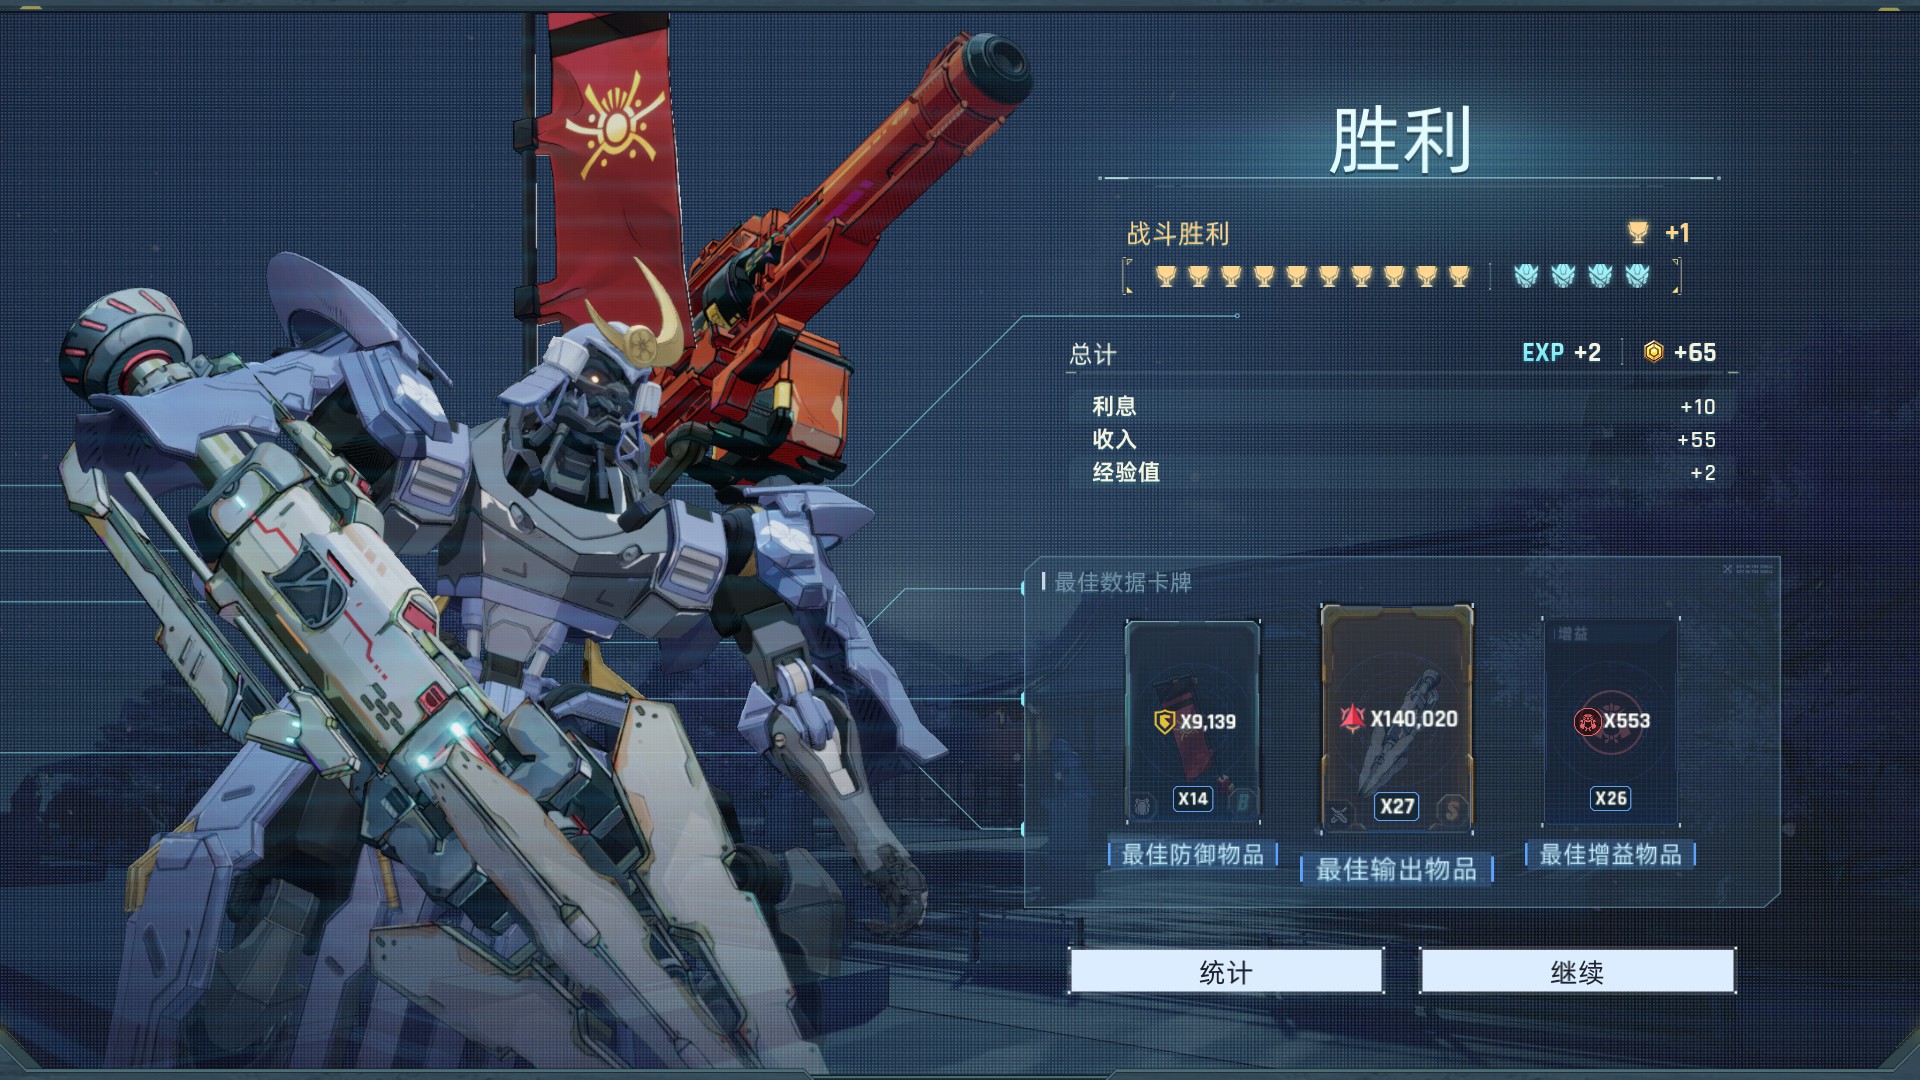 胜利
战斗胜利 +1
总计 EXP +2 +65
利息 +10
收入 +55
经验值 +2
最佳数据卡牌
增益
X9,139 X140,020 X553
X14 X27 X26
B S
最佳防御物品 最佳输出物品 最佳增益物品
统计 继续